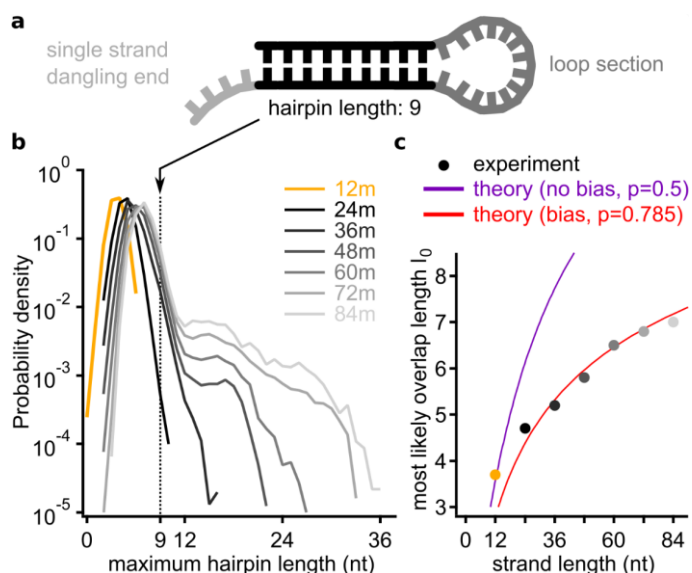 a
single strand
dangling end
loop section
hairpin length: 9
b
10^0
10^-1
10^-2
10^-3
10^-4
10^-5
Probability density
0
9
12
24
36
maximum hairpin length (nt)
12m
24m
36m
48m
60m
72m
84m
c
experiment
theory (no bias, p=0.5)
theory (bias, p=0.785)
8
7
6
5
4
3
most likely overlap length l_0
0
12
36
60
84
strand length (nt)